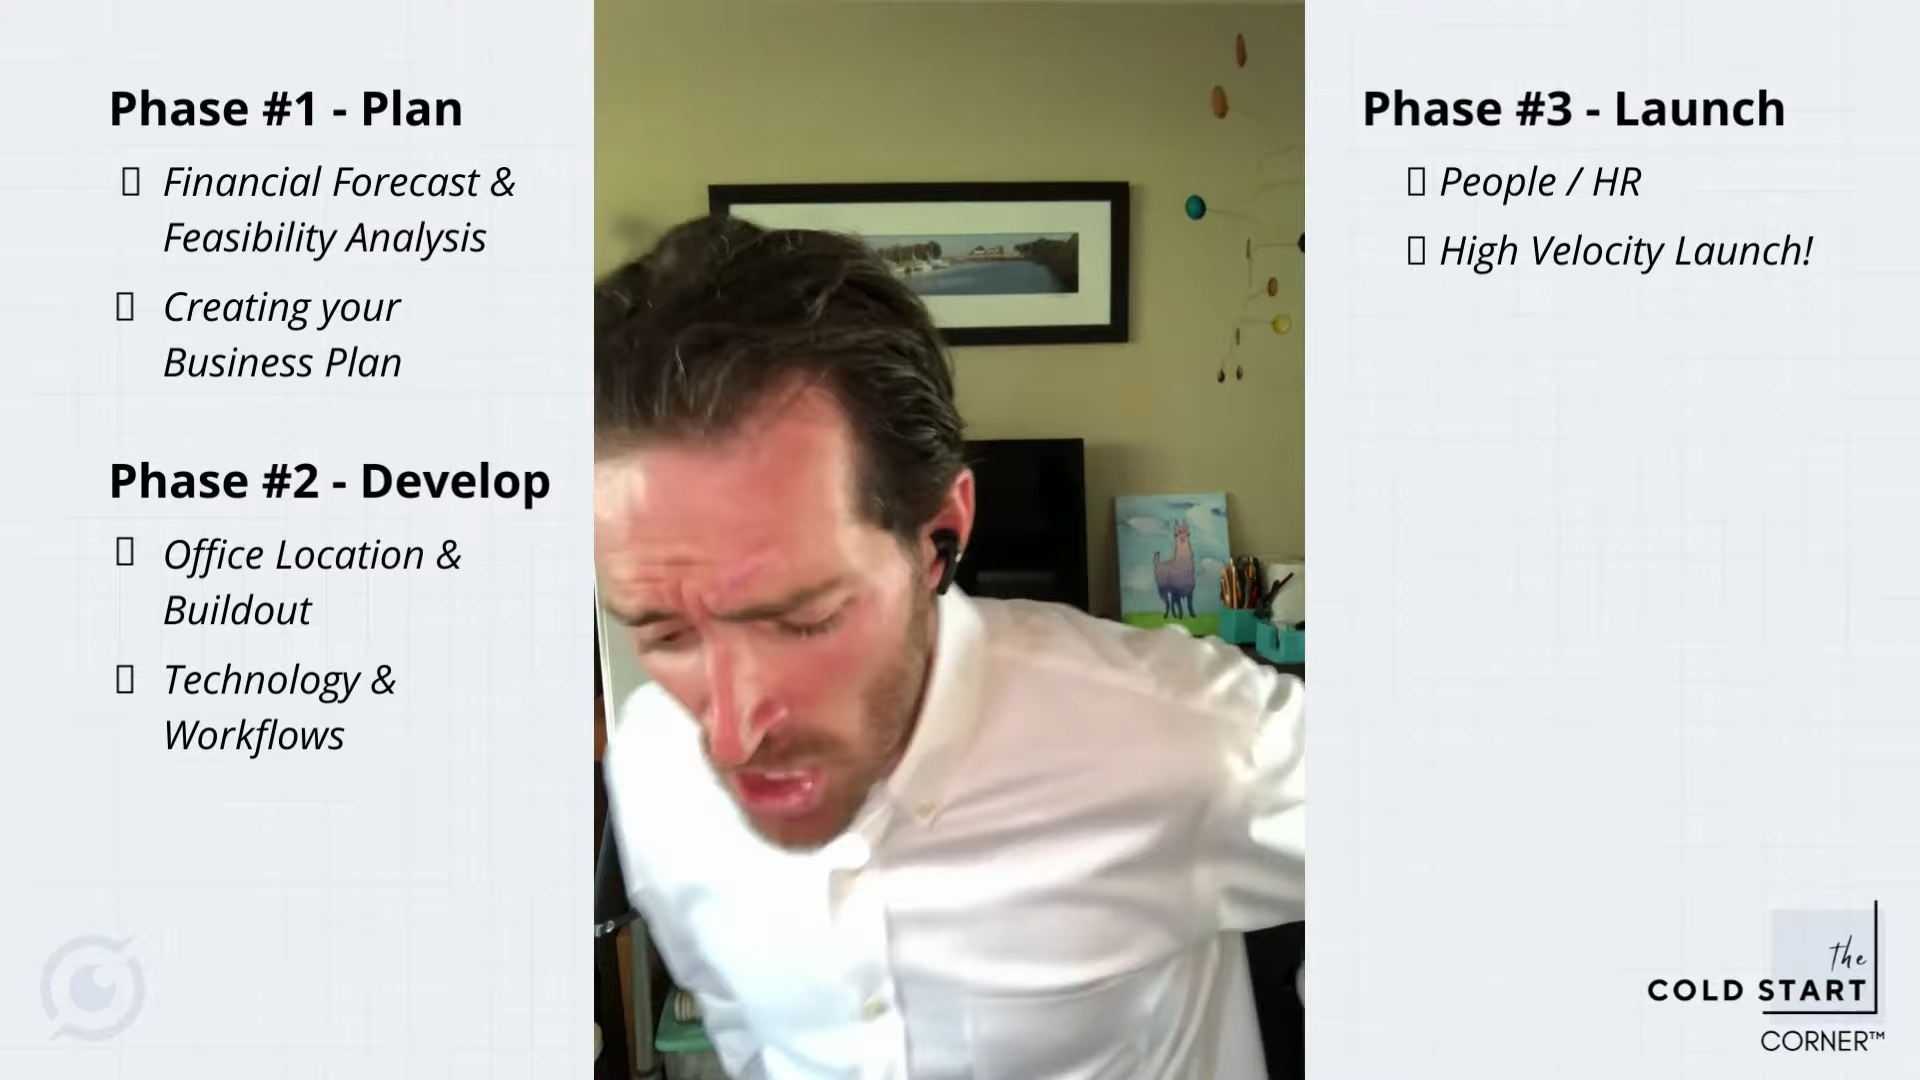 Phase #1 - Plan
Financial Forecast &
Feasibility Analysis
Creating your
Business Plan
Phase #2 - Develop
Office Location &
Buildout
Technology &
Workflows
Phase #3 - Launch
People / HR
High Velocity Launch!
the
COLD START
CORNER™